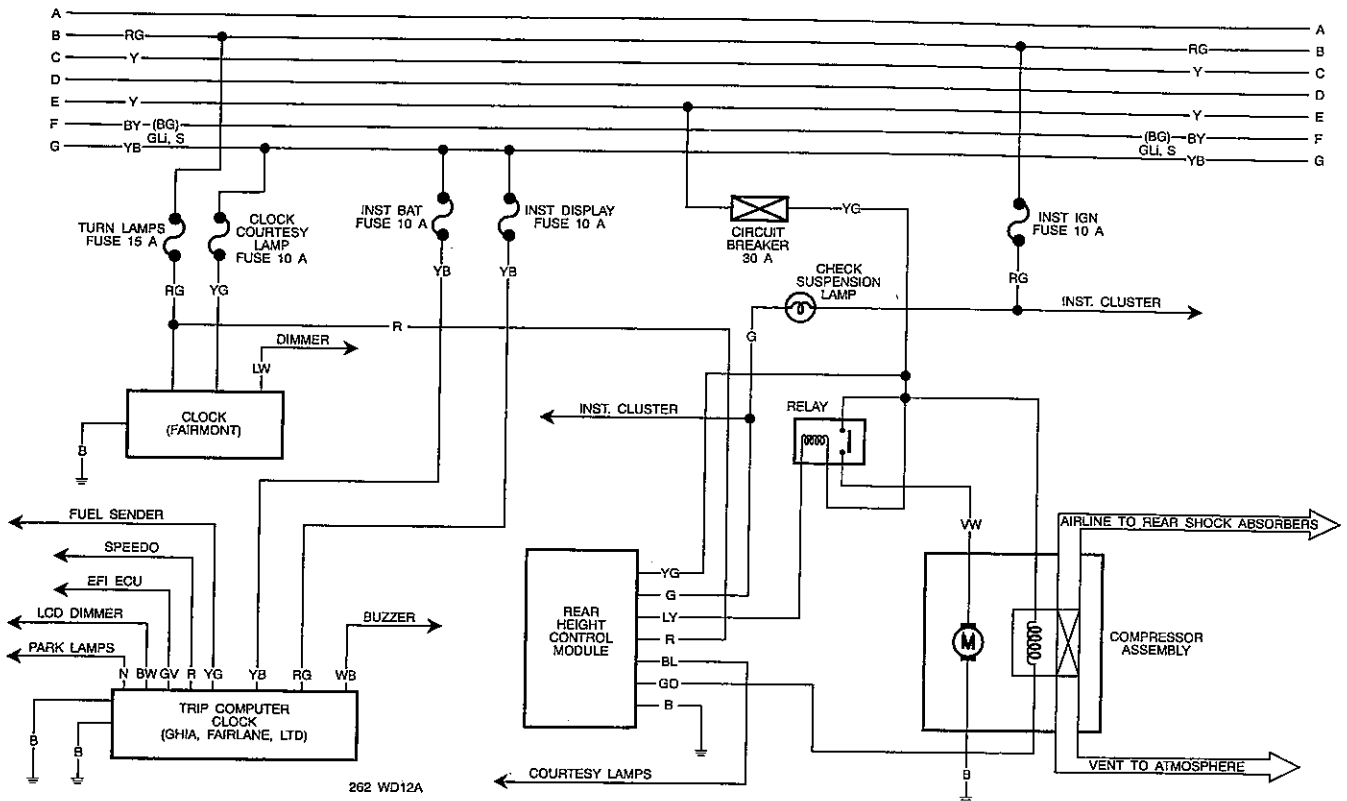 A A
B RG RG B
C Y Y C
D D
E Y Y E
F BY (BG) (BG) BY F
GLi, S GLi, S
G YB YB G
TURN LAMPS
FUSE 15 A
CLOCK
COURTESY
LAMP
FUSE 10 A
INST BAT
FUSE 10 A
INST DISPLAY
FUSE 10 A
CIRCUIT
BREAKER
30 A
YG
INST IGN
FUSE 10 A
RG
YG
YB
YB
RG
CHECK
SUSPENSION
LAMP
INST. CLUSTER
R
G
DIMMER
LW
CLOCK
(FAIRMONT)
B
INST. CLUSTER
RELAY
VW
AIRLINE TO REAR SHOCK ABSORBERS
FUEL SENDER
SPEEDO
EFI ECU
LCD DIMMER
PARK LAMPS
BUZZER
N BW GV R YG YB RG WB
TRIP COMPUTER
CLOCK
(GHIA, FAIRLANE, LTD)
B
B
REAR
HEIGHT
CONTROL
MODULE
YG
G
LY
R
BL
GO
B
M
COMPRESSOR
ASSEMBLY
B
VENT TO ATMOSPHERE
COURTESY LAMPS
262 WD12A